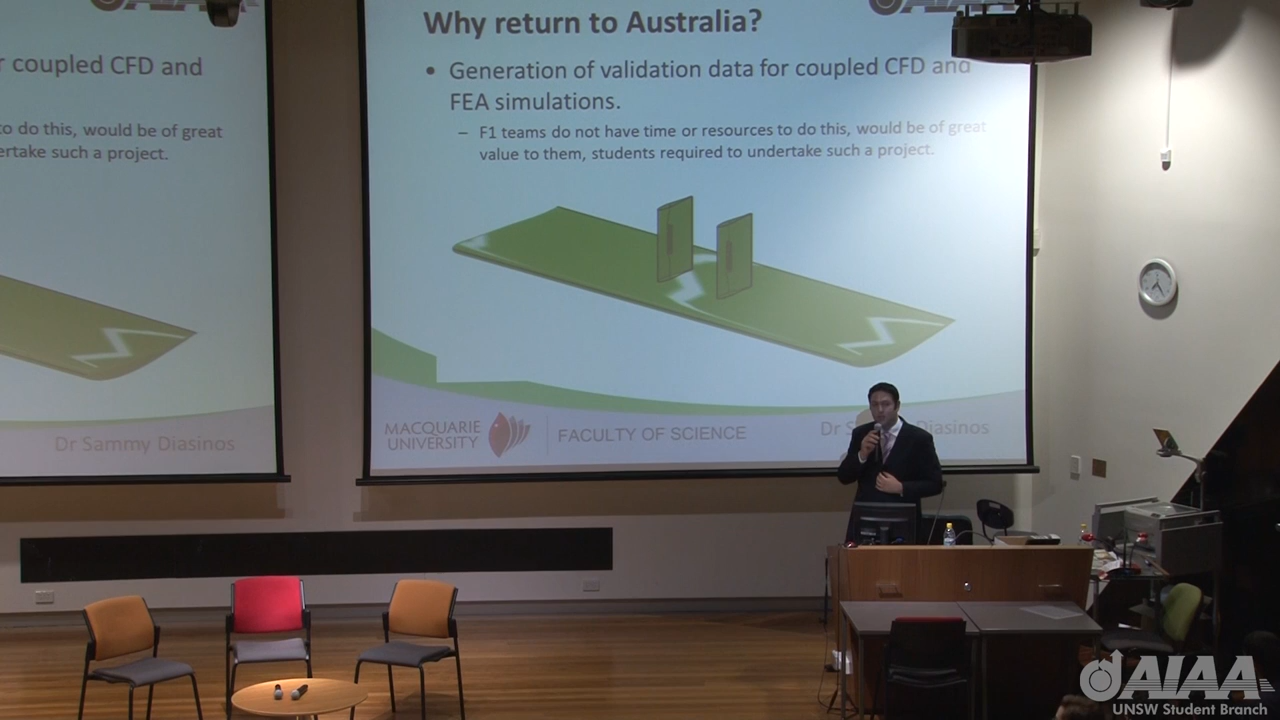 r coupled CFD and
to do this, would be of great
ertake such a project.
Dr Sammy Diasinos
AIAA
Why return to Australia?
• Generation of validation data for coupled CFD and
FEA simulations.
– F1 teams do not have time or resources to do this, would be of great
value to them, students required to undertake such a project.
MACQUARIE
UNIVERSITY
FACULTY OF SCIENCE
Dr S Diasinos
AIAA
UNSW Student Branch